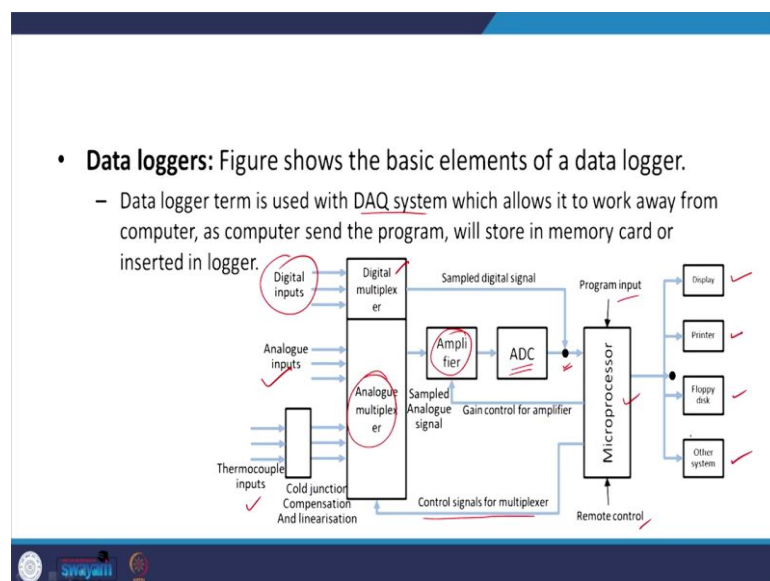 • Data loggers: Figure shows the basic elements of a data logger.
– Data logger term is used with DAQ system which allows it to work away from
computer, as computer send the program, will store in memory card or
inserted in logger.
Digital
inputs
Digital
multiplex
er
Sampled digital signal
Program input
Display
Analogue
inputs
Ampli
fier
ADC
Printer
Analogue
multiplex
er
Sampled
Analogue
signal
Gain control for amplifier
Microprocessor
Floppy
disk
Thermocouple
inputs
Cold junction
Compensation
And linearisation
Control signals for multiplexer
Remote control
Other
system
swayam